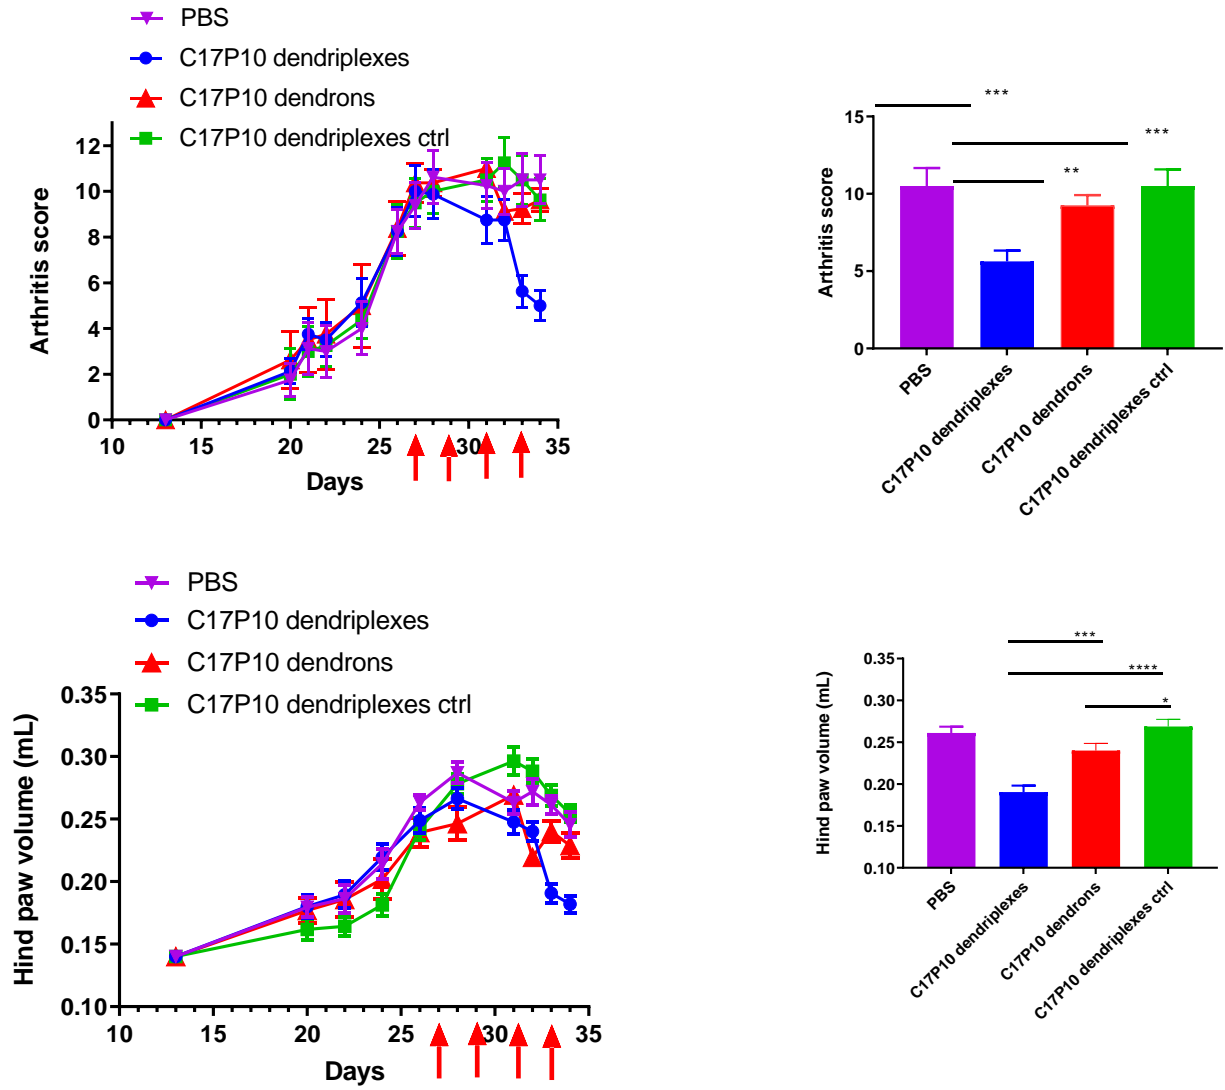 PBS
C17P10 dendriplexes
C17P10 dendrons
C17P10 dendriplexes ctrl
Arthritis score
12
10
8
6
4
2
0
10 15 20 25 30 35
Days
***
***
**
Arthritis score
15
10
5
0
PBS
C17P10 dendriplexes
C17P10 dendrons
C17P10 dendriplexes ctrl
PBS
C17P10 dendriplexes
C17P10 dendrons
C17P10 dendriplexes ctrl
Hind paw volume (mL)
0.35
0.30
0.25
0.20
0.15
0.10
10 15 20 25 30 35
Days
***
****
*
Hind paw volume (mL)
0.35
0.30
0.25
0.20
0.15
0.10
PBS
C17P10 dendriplexes
C17P10 dendrons
C17P10 dendriplexes ctrl